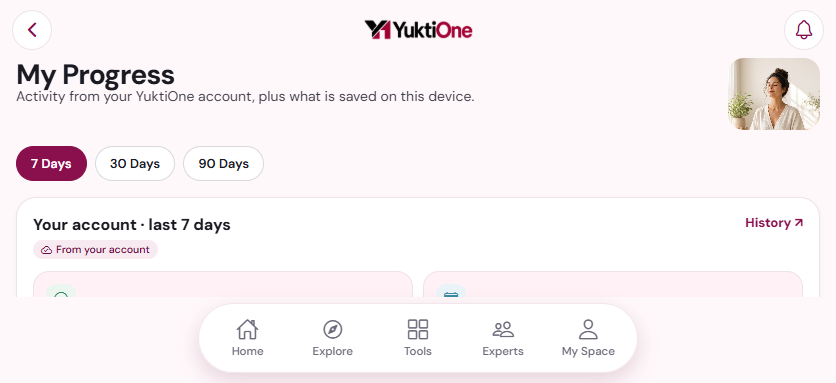 YuktiOne
My Progress
Activity from your YuktiOne account, plus what is saved on this device.
7 Days
30 Days
90 Days
Your account · last 7 days
History
From your account
Home
Explore
Tools
Experts
My Space